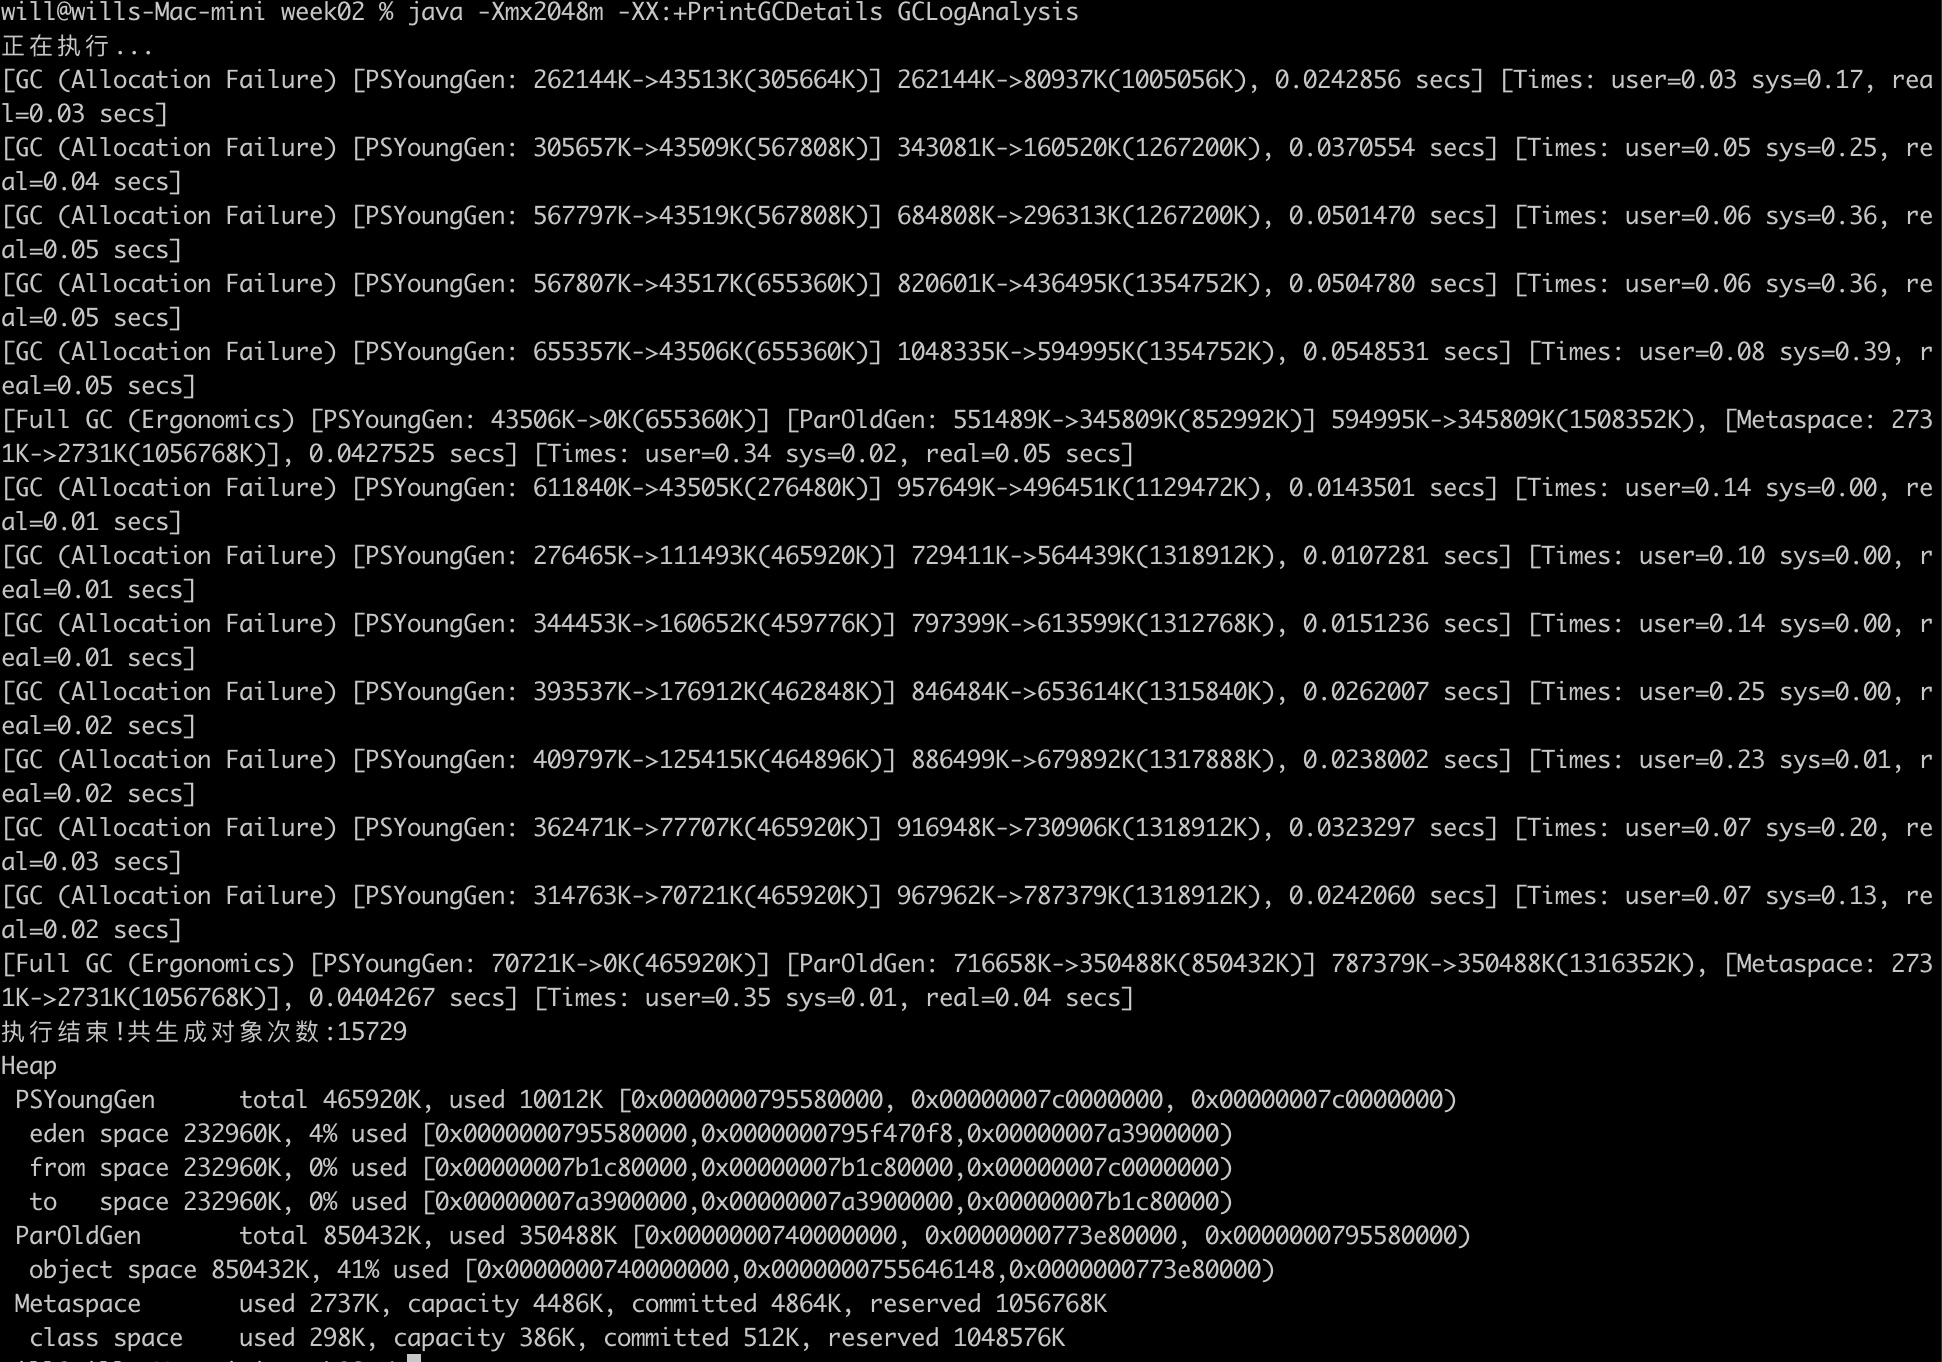 will@wills-Mac-mini week02 % java -Xmx2048m -XX:+PrintGCDetails GCLogAnalysis
正在执行...
[GC (Allocation Failure) [PSYoungGen: 262144K->43513K(305664K)] 262144K->80937K(1005056K), 0.0242856 secs] [Times: user=0.03 sys=0.17, rea
l=0.03 secs]
[GC (Allocation Failure) [PSYoungGen: 305657K->43509K(567808K)] 343081K->160520K(1267200K), 0.0370554 secs] [Times: user=0.05 sys=0.25, re
al=0.04 secs]
[GC (Allocation Failure) [PSYoungGen: 567797K->43519K(567808K)] 684808K->296313K(1267200K), 0.0501470 secs] [Times: user=0.06 sys=0.36, re
al=0.05 secs]
[GC (Allocation Failure) [PSYoungGen: 567807K->43517K(655360K)] 820601K->436495K(1354752K), 0.0504780 secs] [Times: user=0.06 sys=0.36, re
al=0.05 secs]
[GC (Allocation Failure) [PSYoungGen: 655357K->43506K(655360K)] 1048335K->594995K(1354752K), 0.0548531 secs] [Times: user=0.08 sys=0.39, r
eal=0.05 secs]
[Full GC (Ergonomics) [PSYoungGen: 43506K->0K(655360K)] [ParOldGen: 551489K->345809K(852992K)] 594995K->345809K(1508352K), [Metaspace: 273
1K->2731K(1056768K)], 0.0427525 secs] [Times: user=0.34 sys=0.02, real=0.05 secs]
[GC (Allocation Failure) [PSYoungGen: 611840K->43505K(276480K)] 957649K->496451K(1129472K), 0.0143501 secs] [Times: user=0.14 sys=0.00, re
al=0.01 secs]
[GC (Allocation Failure) [PSYoungGen: 276465K->111493K(465920K)] 729411K->564439K(1318912K), 0.0107281 secs] [Times: user=0.10 sys=0.00, r
eal=0.01 secs]
[GC (Allocation Failure) [PSYoungGen: 344453K->160652K(459776K)] 797399K->613599K(1312768K), 0.0151236 secs] [Times: user=0.14 sys=0.00, r
eal=0.01 secs]
[GC (Allocation Failure) [PSYoungGen: 393537K->176912K(462848K)] 846484K->653614K(1315840K), 0.0262007 secs] [Times: user=0.25 sys=0.00, r
eal=0.02 secs]
[GC (Allocation Failure) [PSYoungGen: 409797K->125415K(464896K)] 886499K->679892K(1317888K), 0.0238002 secs] [Times: user=0.23 sys=0.01, r
eal=0.02 secs]
[GC (Allocation Failure) [PSYoungGen: 362471K->77707K(465920K)] 916948K->730906K(1318912K), 0.0323297 secs] [Times: user=0.07 sys=0.20, re
al=0.03 secs]
[GC (Allocation Failure) [PSYoungGen: 314763K->70721K(465920K)] 967962K->787379K(1318912K), 0.0242060 secs] [Times: user=0.07 sys=0.13, re
al=0.02 secs]
[Full GC (Ergonomics) [PSYoungGen: 70721K->0K(465920K)] [ParOldGen: 716658K->350488K(850432K)] 787379K->350488K(1316352K), [Metaspace: 273
1K->2731K(1056768K)], 0.0404267 secs] [Times: user=0.35 sys=0.01, real=0.04 secs]
执行结束!共生成对象次数:15729
Heap
 PSYoungGen      total 465920K, used 10012K [0x0000000795580000, 0x00000007c0000000, 0x00000007c0000000)
  eden space 232960K, 4% used [0x0000000795580000,0x0000000795f470f8,0x00000007a3900000)
  from space 232960K, 0% used [0x00000007b1c80000,0x00000007b1c80000,0x00000007c0000000)
  to   space 232960K, 0% used [0x00000007a3900000,0x00000007a3900000,0x00000007b1c80000)
 ParOldGen       total 850432K, used 350488K [0x0000000740000000, 0x0000000773e80000, 0x0000000795580000)
  object space 850432K, 41% used [0x0000000740000000,0x0000000755646148,0x0000000773e80000)
 Metaspace       used 2737K, capacity 4486K, committed 4864K, reserved 1056768K
  class space    used 298K, capacity 386K, committed 512K, reserved 1048576K